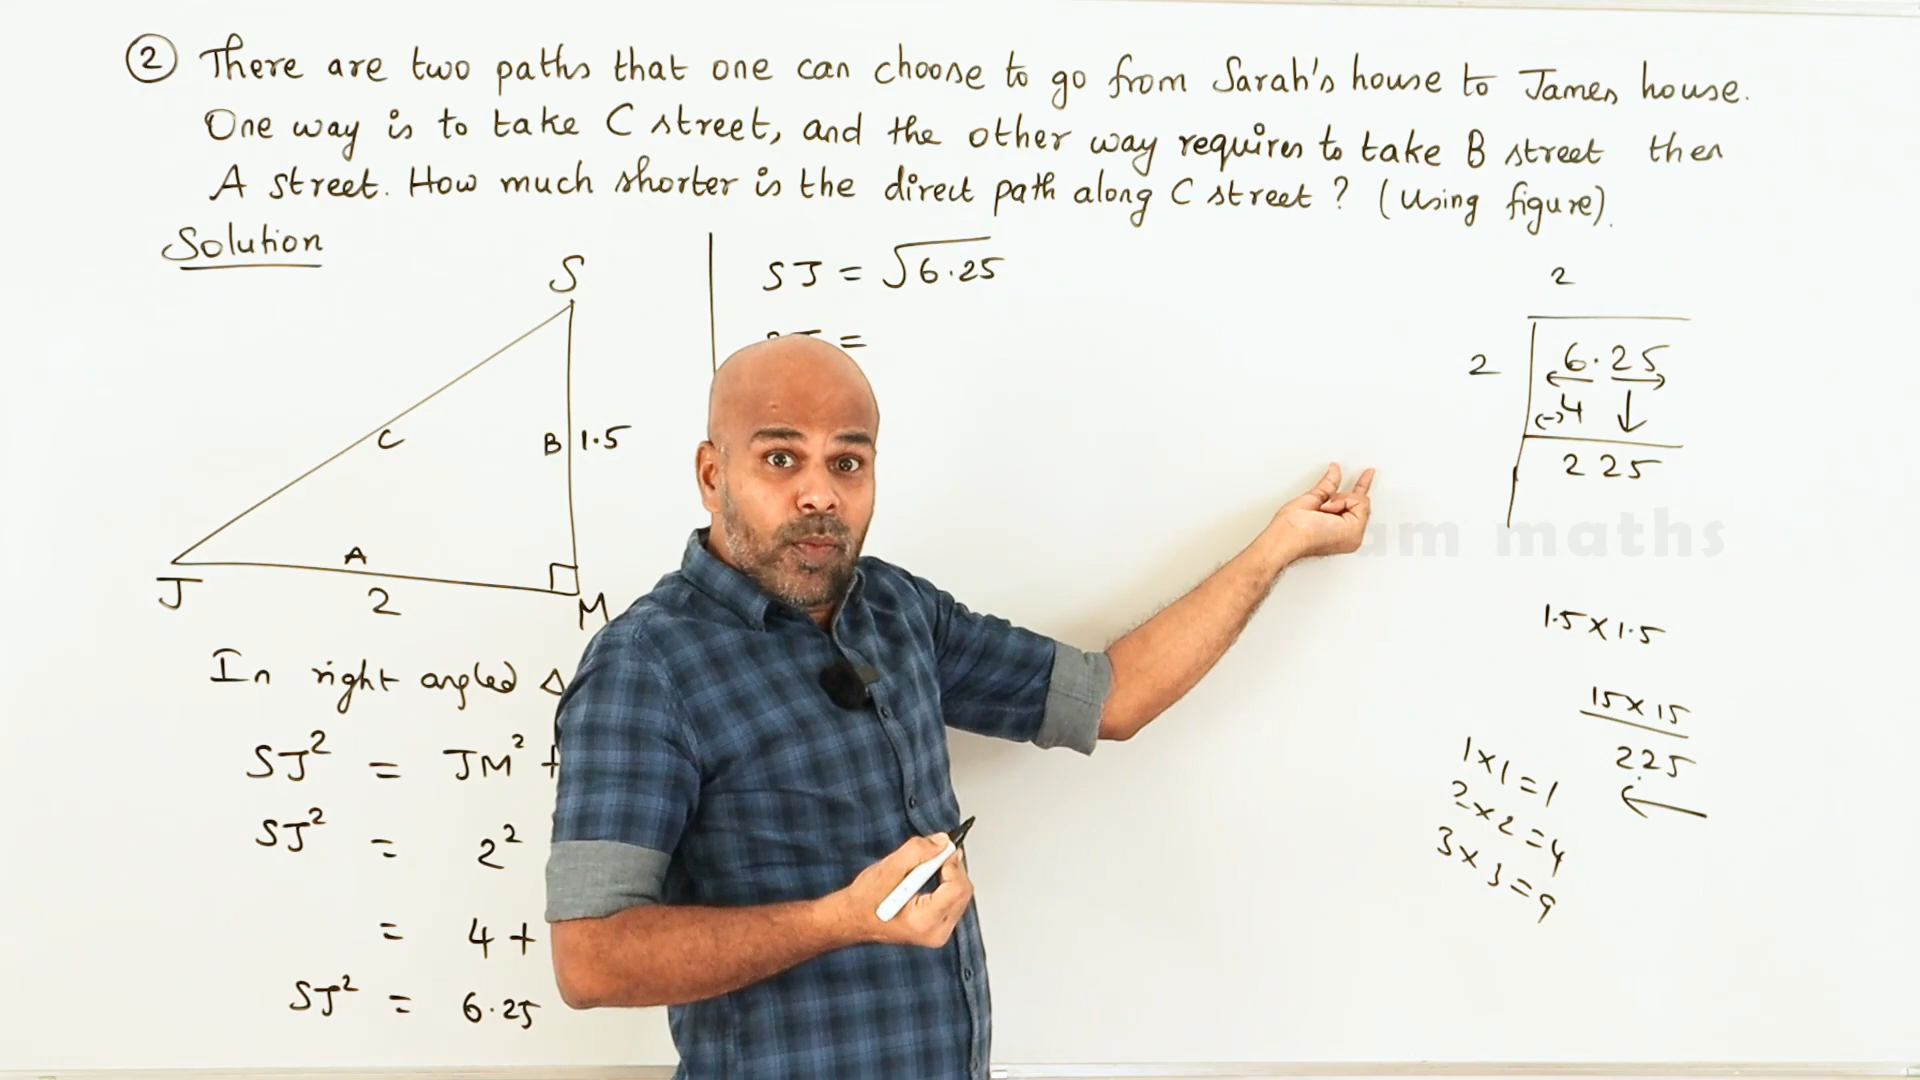 2 There are two paths that one can choose to go from Sarah's house to James house.
One way is to take C street, and the other way requires to take B street then
A street. How much shorter is the direct path along C street? (Using figure).
Solution
S
C
B 1.5
A
J
2
M
In right angled Δ
SJ² = JM² +
SJ² = 2²
= 4 +
SJ² = 6.25
SJ = √6.25
=
2
2
6.25
(-)4
225
am maths
1.5×1.5
15×15
225
1×1=1
2×2=4
3×3=9